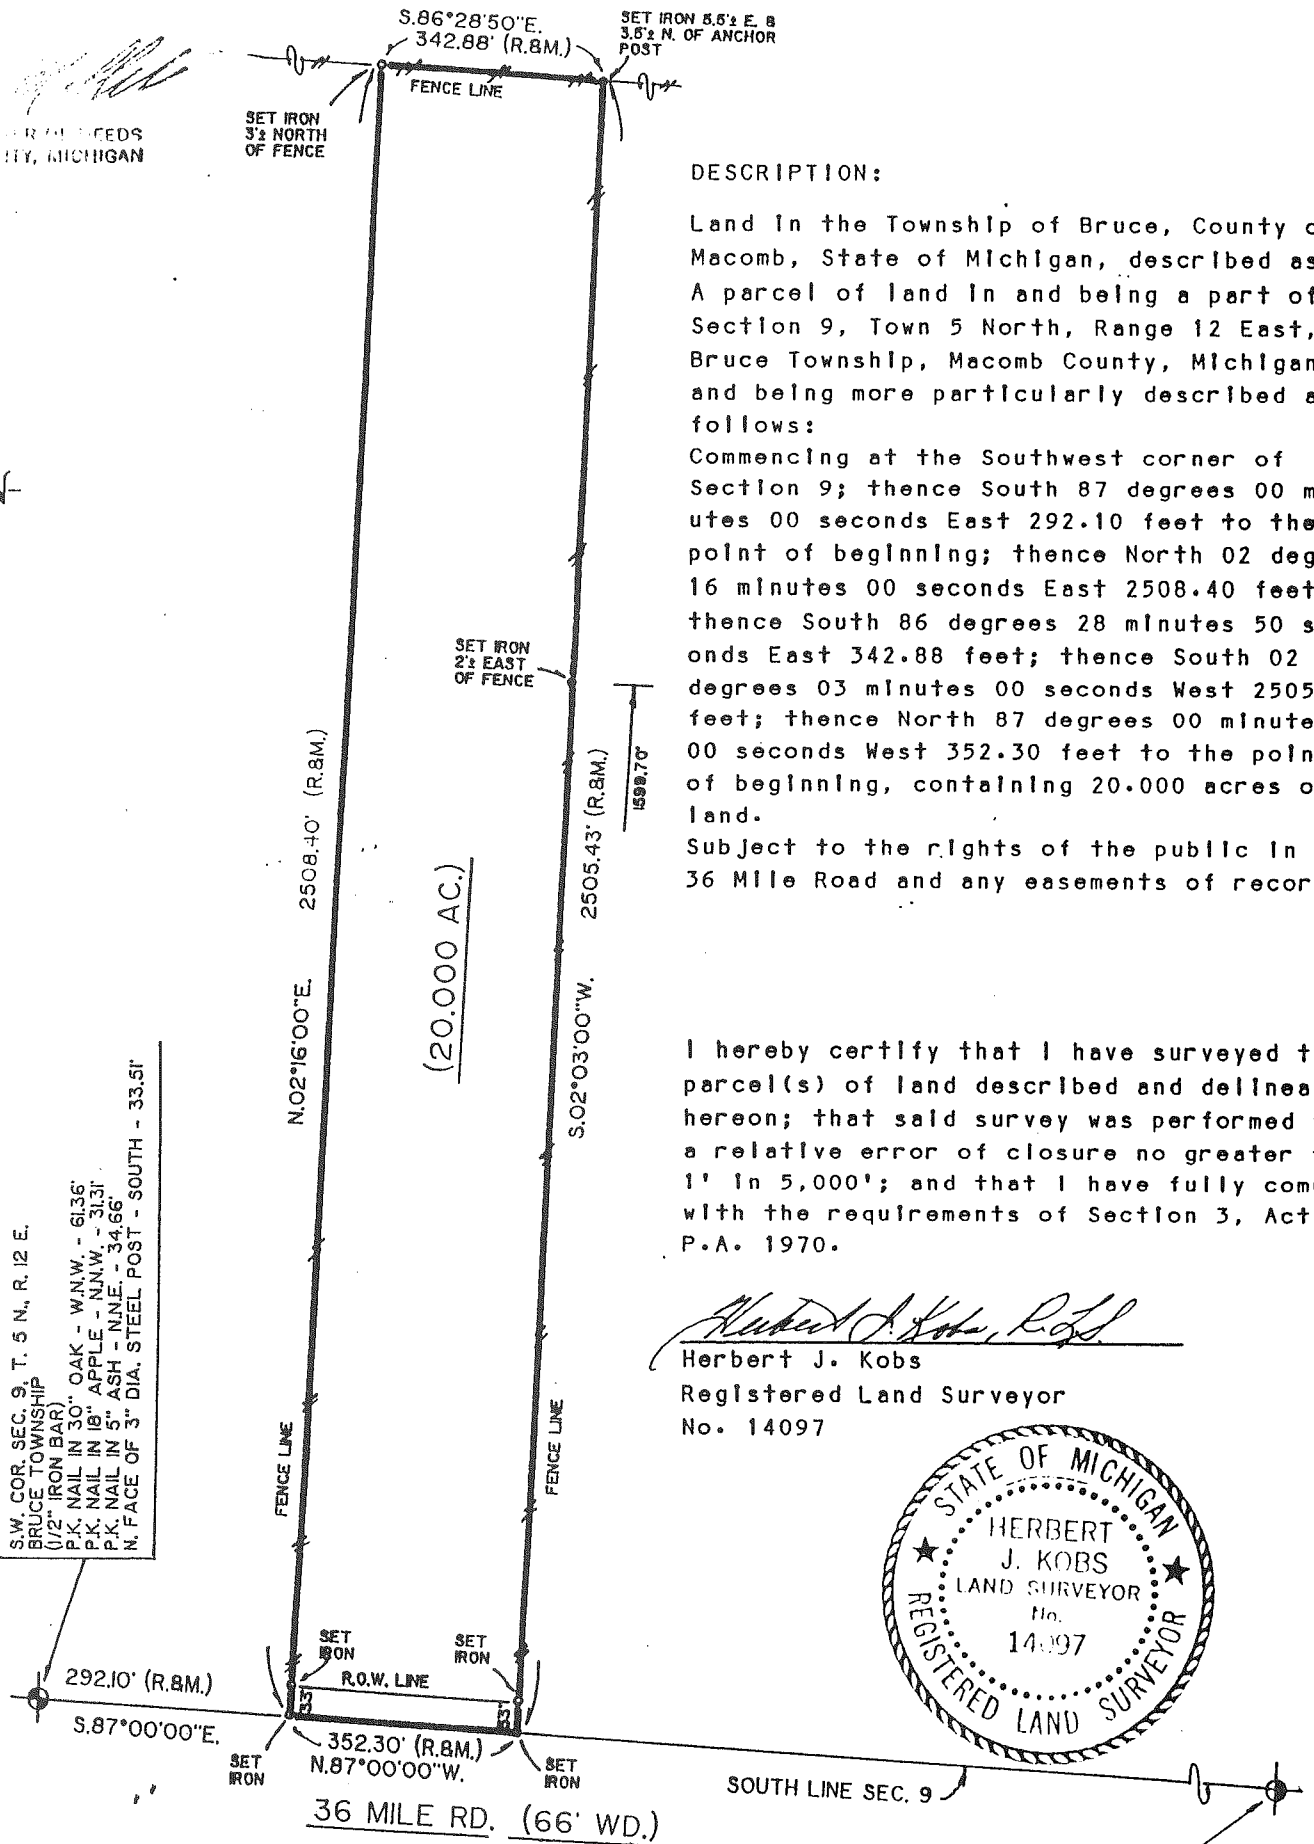 S.86°28'50"E.
342.88' (R.&M.)
SET IRON 5.5'± E. &
3.5'± N. OF ANCHOR
POST
FENCE LINE
SET IRON
3'± NORTH
OF FENCE
DEEDS
MICHIGAN
DESCRIPTION:
Land in the Township of Bruce, County
Macomb, State of Michigan, described as
A parcel of land in and being a part of
Section 9, Town 5 North, Range 12 East,
Bruce Township, Macomb County, Michigan
and being more particularly described
follows:
Commencing at the Southwest corner of
Section 9; thence South 87 degrees 00
utes 00 seconds East 292.10 feet to the
point of beginning; thence North 02 deg
16 minutes 00 seconds East 2508.40 feet
thence South 86 degrees 28 minutes 50 s
onds East 342.88 feet; thence South 02
degrees 03 minutes 00 seconds West 2505
feet; thence North 87 degrees 00 minute
00 seconds West 352.30 feet to the poin
of beginning, containing 20.000 acres o
land.
Subject to the rights of the public in
36 Mile Road and any easements of recor
SET IRON
2'± EAST
OF FENCE
1599.70'
N.02°16'00"E. 2508.40' (R.&M.)
(20.000 AC.)
S.02°03'00"W. 2505.43' (R.&M.)
I hereby certify that I have surveyed t
parcel(s) of land described and delinea
hereon; that said survey was performed
a relative error of closure no greater
1' in 5,000'; and that I have fully com
with the requirements of Section 3, Act
P.A. 1970.
Herbert J. Kobs, R.L.S.
Herbert J. Kobs
Registered Land Surveyor
No. 14097
STATE OF MICHIGAN
HERBERT
J. KOBS
LAND SURVEYOR
No.
14097
REGISTERED LAND SURVEYOR
S.W. COR. SEC. 9, T. 5 N., R. 12 E.
BRUCE TOWNSHIP
(1/2" IRON BAR)
P.K. NAIL IN 30" OAK - W.N.W. - 61.36'
P.K. NAIL IN 18" APPLE - N.N.W. - 31.31'
P.K. NAIL IN 5" ASH - N.N.E. - 34.66'
N. FACE OF 3" DIA. STEEL POST - SOUTH - 33.51'
FENCE LINE
FENCE LINE
SET
IRON
SET
IRON
R.O.W. LINE
33'
33'
292.10' (R.&M.)
S.87°00'00"E.
SET
IRON
352.30' (R.&M.)
N.87°00'00"W.
SET
IRON
SOUTH LINE SEC. 9
36 MILE RD. (66' WD.)